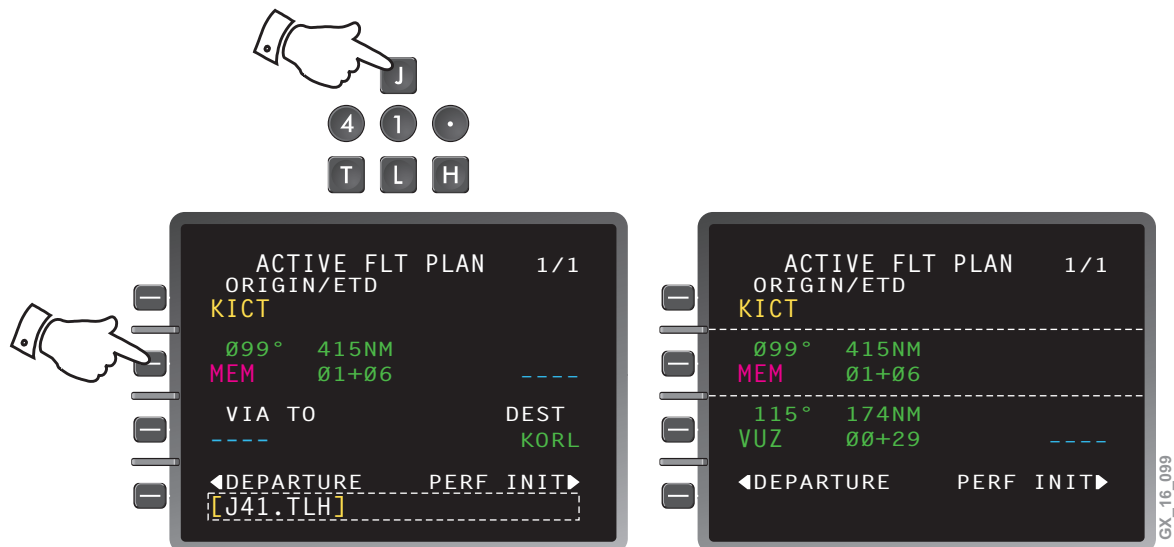 J
4 1 ·
T L H
ACTIVE FLT PLAN 1/1
ORIGIN/ETD
KICT
Ø99° 415NM
MEM Ø1+Ø6 ----
VIA TO DEST
---- KORL
◀DEPARTURE PERF INIT▶
[J41.TLH]
ACTIVE FLT PLAN 1/1
ORIGIN/ETD
KICT
Ø99° 415NM
MEM Ø1+Ø6
115° 174NM
VUZ ØØ+29 ----
◀DEPARTURE PERF INIT▶
GX_16_099